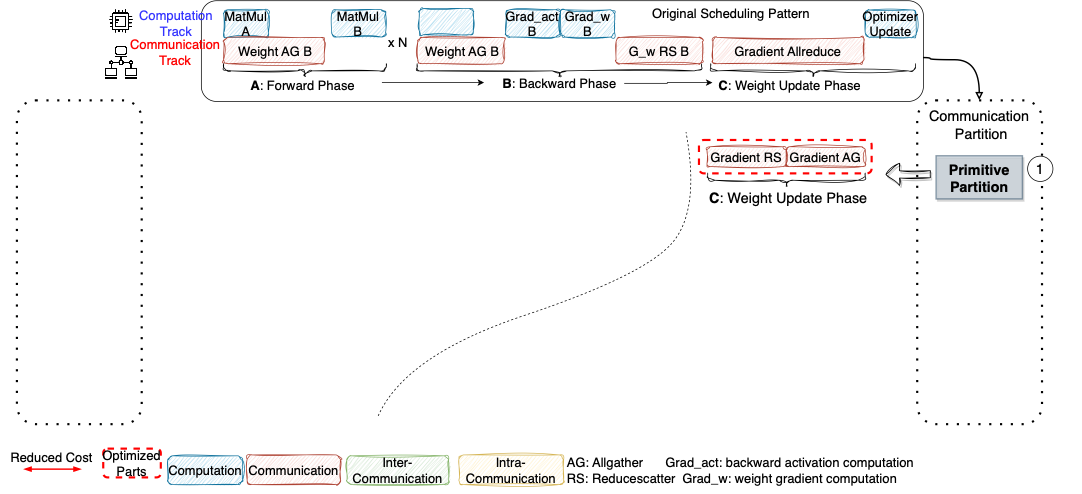 Computation
Track
Communication
Track
MatMul
A
MatMul
B
Weight AG B
x N
Grad_act
B
Grad_w
B
Weight AG B
G_w RS B
Original Scheduling Pattern
Gradient Allreduce
Optimizer
Update
A: Forward Phase
B: Backward Phase
C: Weight Update Phase
Communication
Partition
Primitive
Partition
1
Gradient RS
Gradient AG
C: Weight Update Phase
Reduced Cost
Optimized
Parts
Computation
Communication
Inter-
Communication
Intra-
Communication
AG: Allgather
Grad_act: backward activation computation
RS: Reducescatter
Grad_w: weight gradient computation